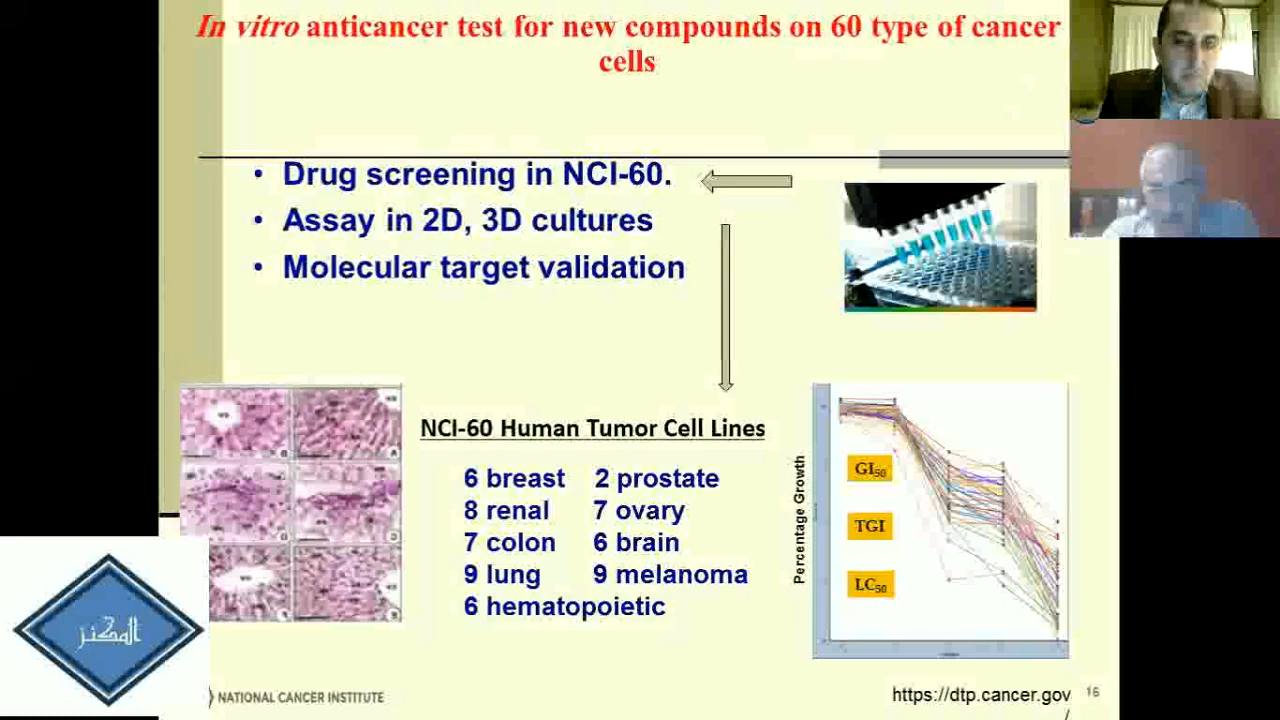 In vitro anticancer test for new compounds on 60 type of cancer
cells
• Drug screening in NCI-60.
• Assay in 2D, 3D cultures
• Molecular target validation
NCI-60 Human Tumor Cell Lines
6 breast 2 prostate
8 renal 7 ovary
7 colon 6 brain
9 lung 9 melanoma
6 hematopoietic
Percentage Growth
GI50
TGI
LC50
المكنز
NATIONAL CANCER INSTITUTE
https://dtp.cancer.gov
/
16